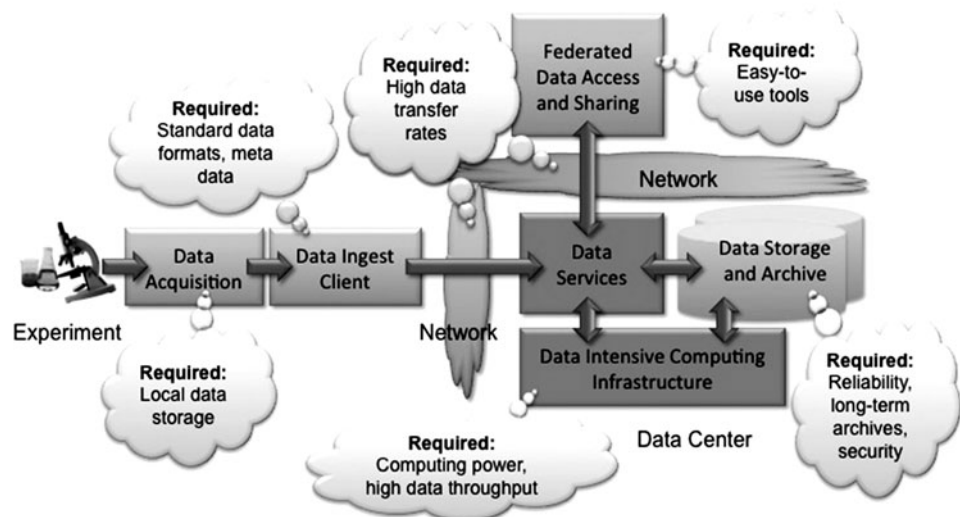 Required:
Standard data
formats, meta
data
Required:
High data
transfer
rates
Federated
Data Access
and Sharing
Required:
Easy-to-
use tools
Network
Experiment
Data
Acquisition
Data Ingest
Client
Network
Data
Services
Data Storage
and Archive
Required:
Local data
storage
Data Intensive Computing
Infrastructure
Data Center
Required:
Computing power,
high data throughput
Required:
Reliability,
long-term
archives,
security